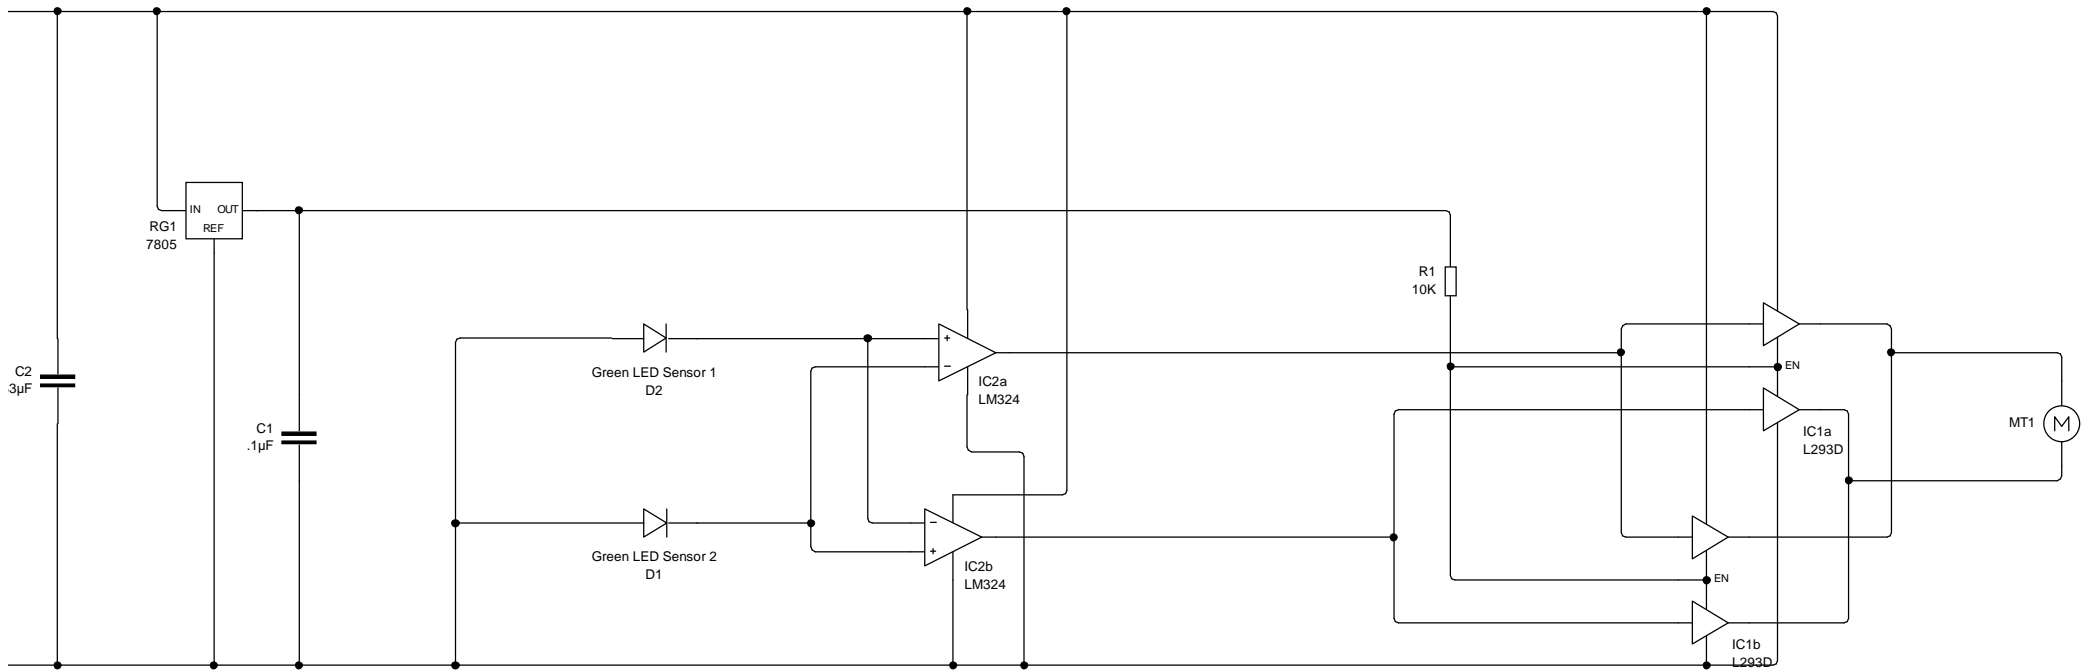 IN OUT
REF
RG1
7805
C2
3µF
C1
.1µF
Green LED Sensor 1
D2
Green LED Sensor 2
D1
+
−
IC2a
LM324
−
+
IC2b
LM324
R1
10K
EN
IC1a
L293D
EN
IC1b
L293D
MT1
M